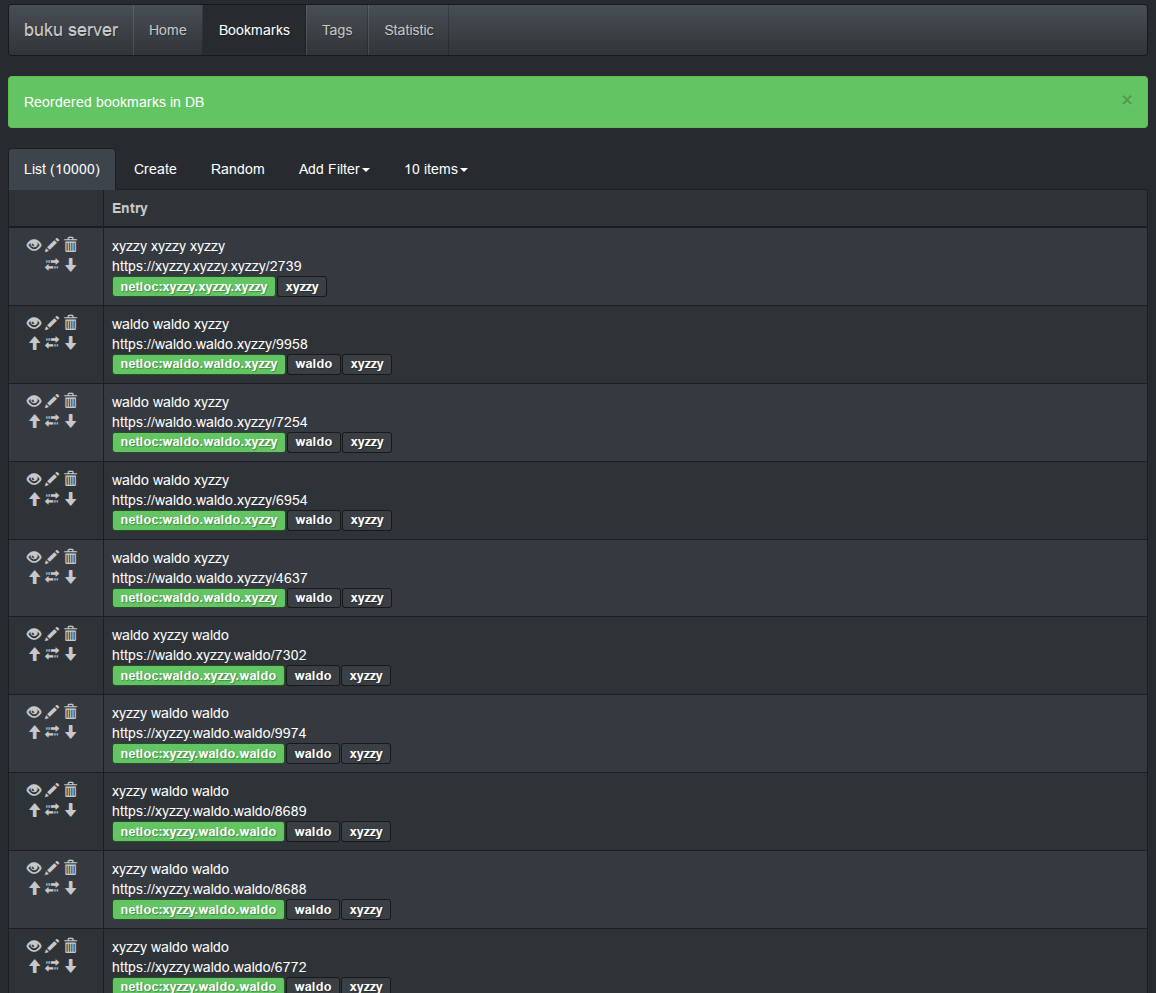 buku server Home Bookmarks Tags Statistic
Reordered bookmarks in DB ×
List (10000) Create Random Add Filter 10 items
Entry
xyzzy xyzzy xyzzy
https://xyzzy.xyzzy.xyzzy/2739
netloc:xyzzy.xyzzy.xyzzy xyzzy
waldo waldo xyzzy
https://waldo.waldo.xyzzy/9958
netloc:waldo.waldo.xyzzy waldo xyzzy
waldo waldo xyzzy
https://waldo.waldo.xyzzy/7254
netloc:waldo.waldo.xyzzy waldo xyzzy
waldo waldo xyzzy
https://waldo.waldo.xyzzy/6954
netloc:waldo.waldo.xyzzy waldo xyzzy
waldo waldo xyzzy
https://waldo.waldo.xyzzy/4637
netloc:waldo.waldo.xyzzy waldo xyzzy
waldo xyzzy waldo
https://waldo.xyzzy.waldo/7302
netloc:waldo.xyzzy.waldo waldo xyzzy
xyzzy waldo waldo
https://xyzzy.waldo.waldo/9974
netloc:xyzzy.waldo.waldo waldo xyzzy
xyzzy waldo waldo
https://xyzzy.waldo.waldo/8689
netloc:xyzzy.waldo.waldo waldo xyzzy
xyzzy waldo waldo
https://xyzzy.waldo.waldo/8688
netloc:xyzzy.waldo.waldo waldo xyzzy
xyzzy waldo waldo
https://xyzzy.waldo.waldo/6772
netloc:xyzzy.waldo.waldo waldo xyzzy